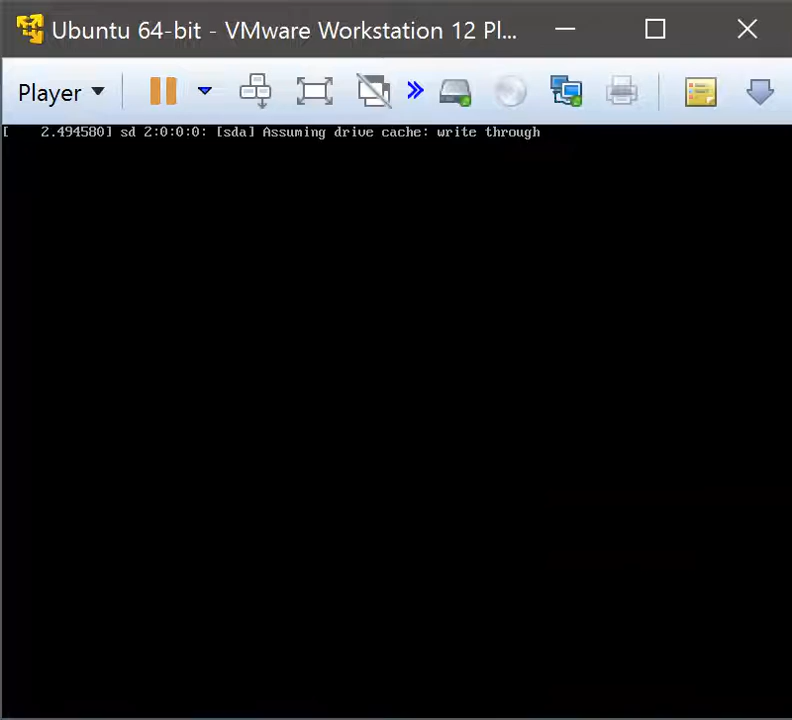 Ubuntu 64-bit - VMware Workstation 12 Pl...
Player
[    2.494580] sd 2:0:0:0: [sda] Assuming drive cache: write through